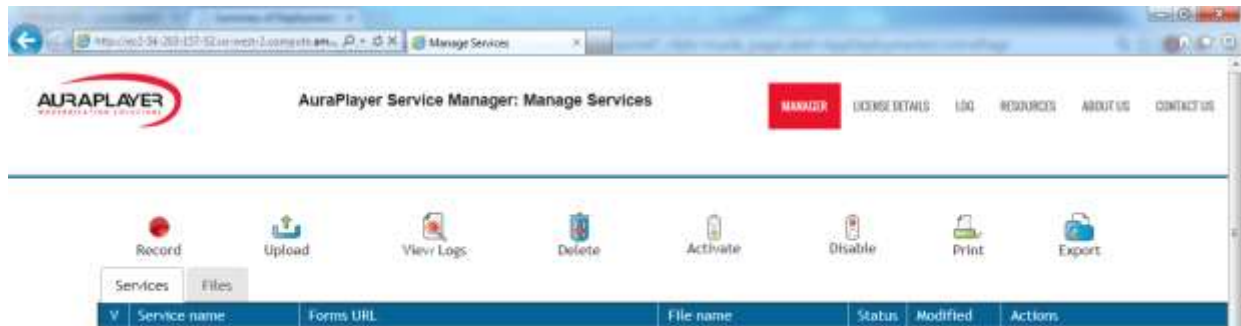 Manage Services
AURAPLAYER
AuraPlayer Service Manager: Manage Services
MANAGER
LICENSE DETAILS
LOG
RESOURCES
ABOUT US
CONTACT US
Record
Upload
View Logs
Delete
Activate
Disable
Print
Export
Services
Files
V
Service name
Forms URL
File name
Status
Modified
Actions